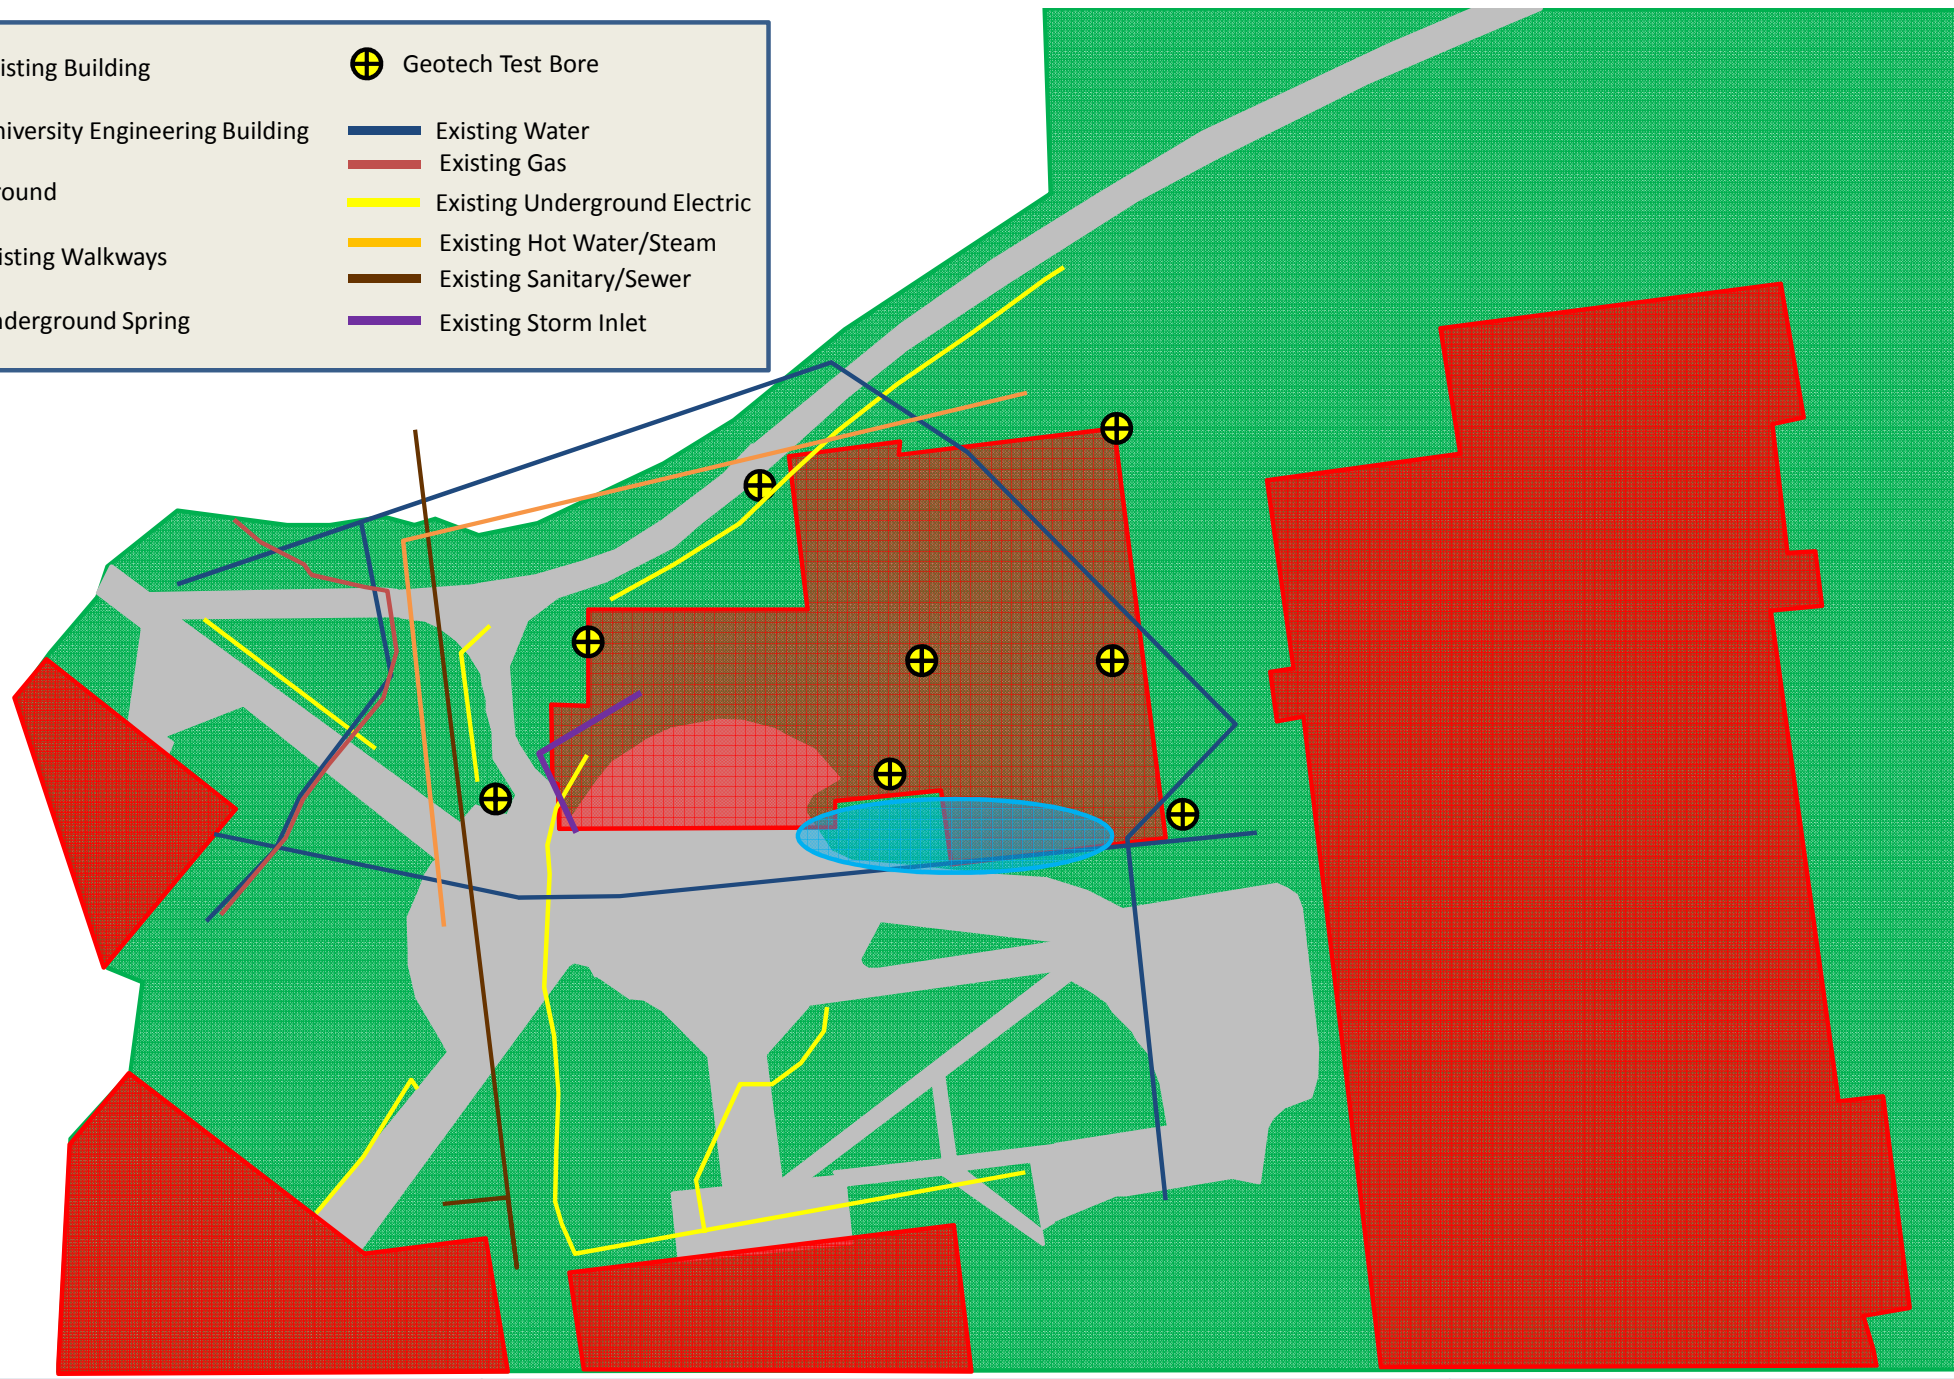 isting Building
niversity Engineering Building
ound
isting Walkways
nderground Spring
Geotech Test Bore
Existing Water
Existing Gas
Existing Underground Electric
Existing Hot Water/Steam
Existing Sanitary/Sewer
Existing Storm Inlet